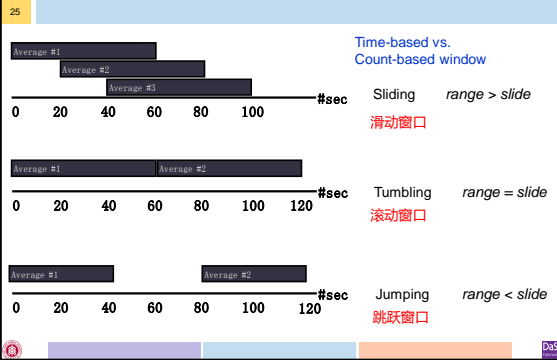 25
Time-based vs.
Count-based window
Average #1
Average #2
Average #3
#sec
0 20 40 60 80 100
Sliding range > slide
滑动窗口
Average #1 Average #2
#sec
0 20 40 60 80 100 120
Tumbling range = slide
滚动窗口
Average #1 Average #2
#sec
0 20 40 60 80 100 120
Jumping range < slide
跳跃窗口
DaS